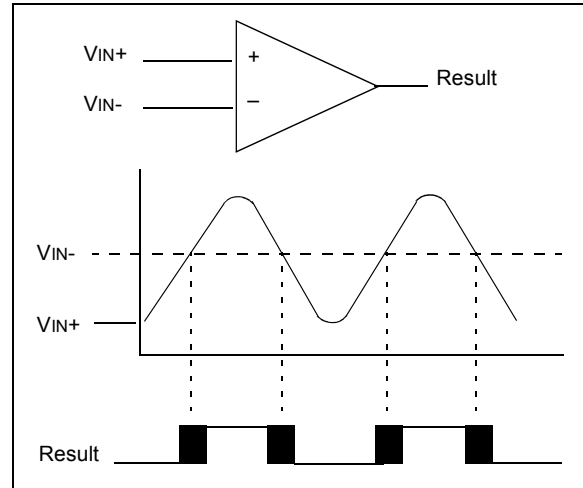 VIN+
+
Result
VIN-
–
VIN-
VIN+
Result